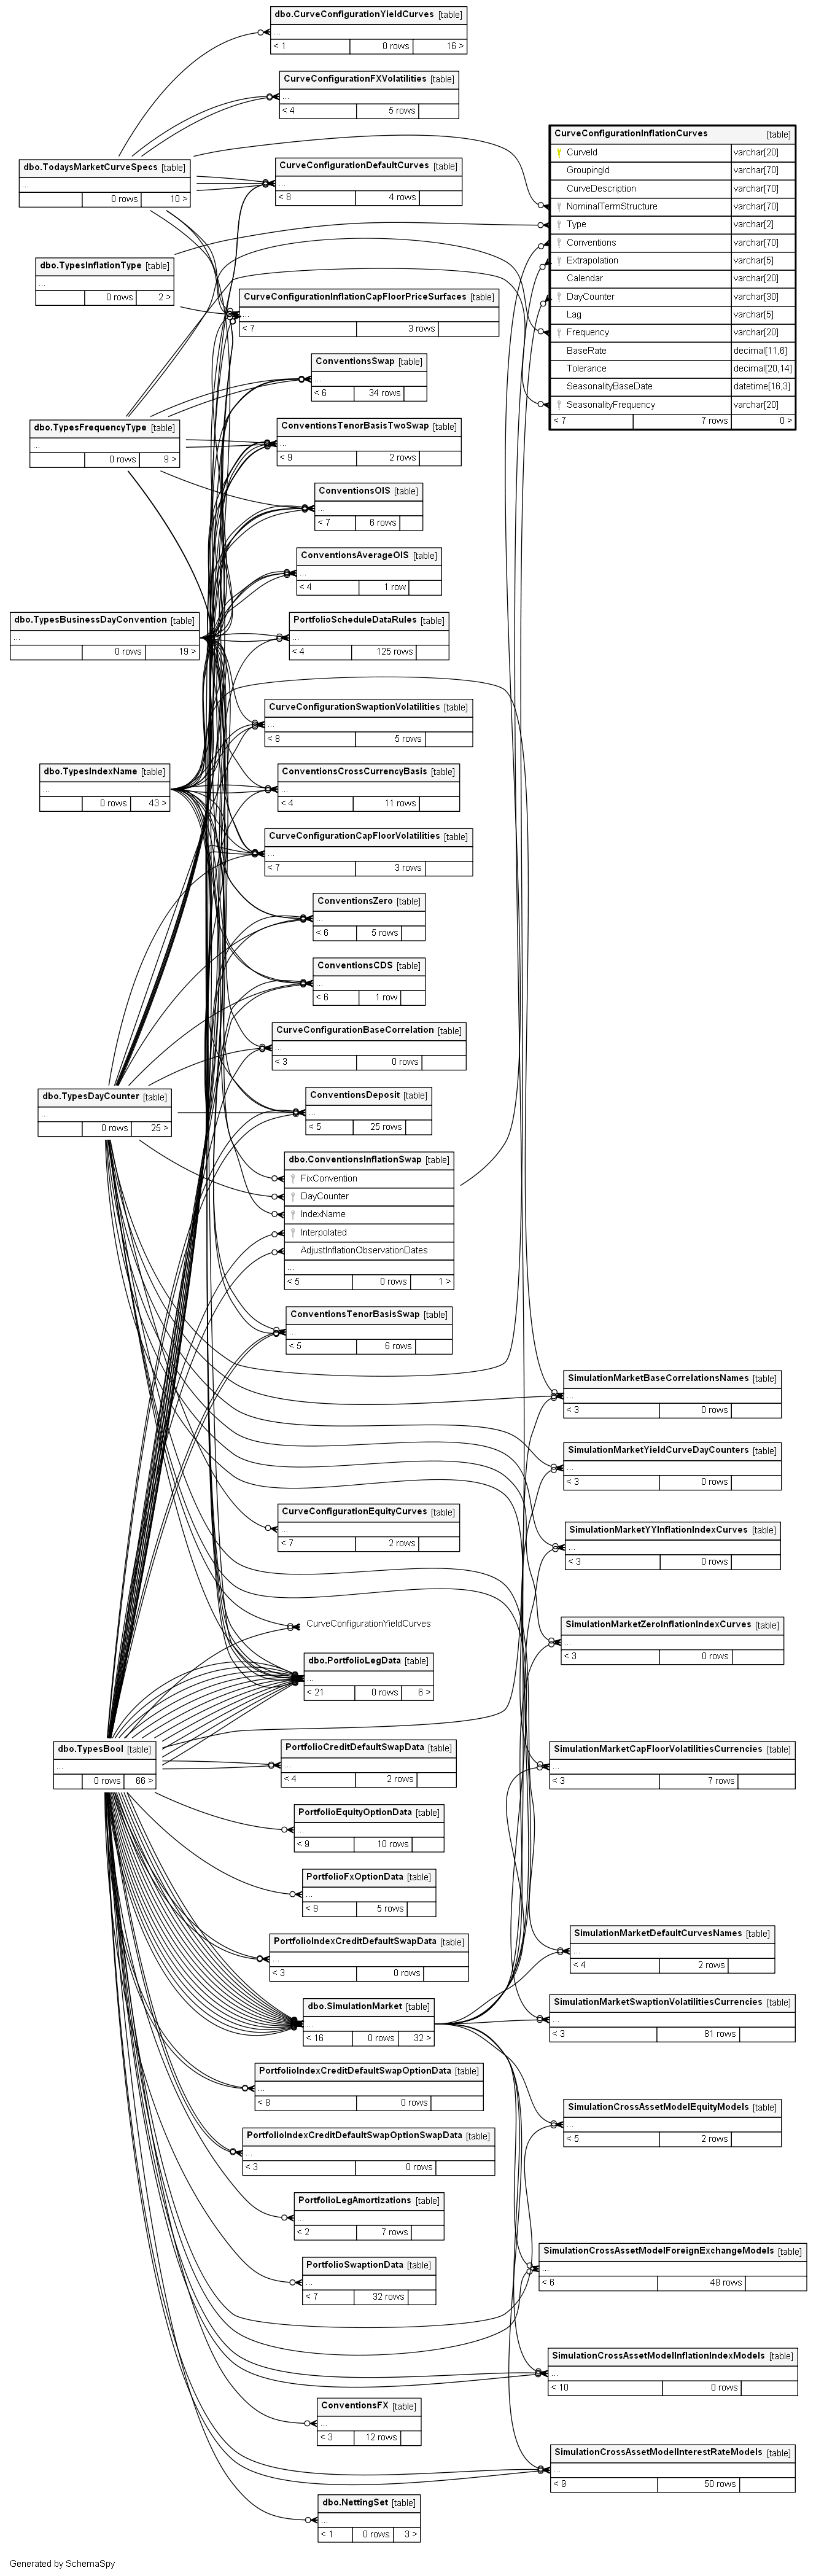 dbo.CurveConfigurationYieldCurves [table]
...
< 1 0 rows 16 >
CurveConfigurationFXVolatilities [table]
...
< 4 5 rows
dbo.TodaysMarketCurveSpecs [table]
...
0 rows 10 >
CurveConfigurationDefaultCurves [table]
...
< 8 4 rows
CurveConfigurationInflationCurves [table]
CurveId varchar[20]
GroupingId varchar[70]
CurveDescription varchar[70]
NominalTermStructure varchar[70]
Type varchar[2]
Conventions varchar[70]
Extrapolation varchar[5]
Calendar varchar[20]
DayCounter varchar[30]
Lag varchar[5]
Frequency varchar[20]
BaseRate decimal[11,6]
Tolerance decimal[20,14]
SeasonalityBaseDate datetime[16,3]
SeasonalityFrequency varchar[20]
< 7 7 rows 0 >
dbo.TypesInflationType [table]
...
0 rows 2 >
CurveConfigurationInflationCapFloorPriceSurfaces [table]
...
< 7 3 rows
ConventionsSwap [table]
...
< 6 34 rows
dbo.TypesFrequencyType [table]
...
0 rows 9 >
ConventionsTenorBasisTwoSwap [table]
...
< 9 2 rows
ConventionsOIS [table]
...
< 7 6 rows
ConventionsAverageOIS [table]
...
< 4 1 row
dbo.TypesBusinessDayConvention [table]
...
0 rows 19 >
PortfolioScheduleDataRules [table]
...
< 4 125 rows
CurveConfigurationSwaptionVolatilities [table]
...
< 8 5 rows
dbo.TypesIndexName [table]
...
0 rows 43 >
ConventionsCrossCurrencyBasis [table]
...
< 4 11 rows
CurveConfigurationCapFloorVolatilities [table]
...
< 7 3 rows
ConventionsZero [table]
...
< 6 5 rows
ConventionsCDS [table]
...
< 6 1 row
CurveConfigurationBaseCorrelation [table]
...
< 3 0 rows
dbo.TypesDayCounter [table]
...
0 rows 25 >
ConventionsDeposit [table]
...
< 5 25 rows
dbo.ConventionsInflationSwap [table]
FixConvention
DayCounter
IndexName
Interpolated
AdjustInflationObservationDates
...
< 5 0 rows 1 >
ConventionsTenorBasisSwap [table]
...
< 5 6 rows
SimulationMarketBaseCorrelationsNames [table]
...
< 3 0 rows
SimulationMarketYieldCurveDayCounters [table]
...
< 3 0 rows
CurveConfigurationEquityCurves [table]
...
< 7 2 rows
SimulationMarketYYInflationIndexCurves [table]
...
< 3 0 rows
CurveConfigurationYieldCurves
SimulationMarketZeroInflationIndexCurves [table]
...
< 3 0 rows
dbo.PortfolioLegData [table]
...
< 21 0 rows 6 >
dbo.TypesBool [table]
...
0 rows 66 >
PortfolioCreditDefaultSwapData [table]
...
< 4 2 rows
SimulationMarketCapFloorVolatilitiesCurrencies [table]
...
< 3 7 rows
PortfolioEquityOptionData [table]
...
< 9 10 rows
PortfolioFxOptionData [table]
...
< 9 5 rows
PortfolioIndexCreditDefaultSwapData [table]
...
< 3 0 rows
SimulationMarketDefaultCurvesNames [table]
...
< 4 2 rows
dbo.SimulationMarket [table]
...
< 16 0 rows 32 >
SimulationMarketSwaptionVolatilitiesCurrencies [table]
...
< 3 81 rows
PortfolioIndexCreditDefaultSwapOptionData [table]
...
< 8 0 rows
SimulationCrossAssetModelEquityModels [table]
...
< 5 2 rows
PortfolioIndexCreditDefaultSwapOptionSwapData [table]
...
< 3 0 rows
PortfolioLegAmortizations [table]
...
< 2 7 rows
SimulationCrossAssetModelForeignExchangeModels [table]
...
< 6 48 rows
PortfolioSwaptionData [table]
...
< 7 32 rows
SimulationCrossAssetModelInflationIndexModels [table]
...
< 10 0 rows
ConventionsFX [table]
...
< 3 12 rows
SimulationCrossAssetModelInterestRateModels [table]
...
< 9 50 rows
dbo.NettingSet [table]
...
< 1 0 rows 3 >
Generated by SchemaSpy